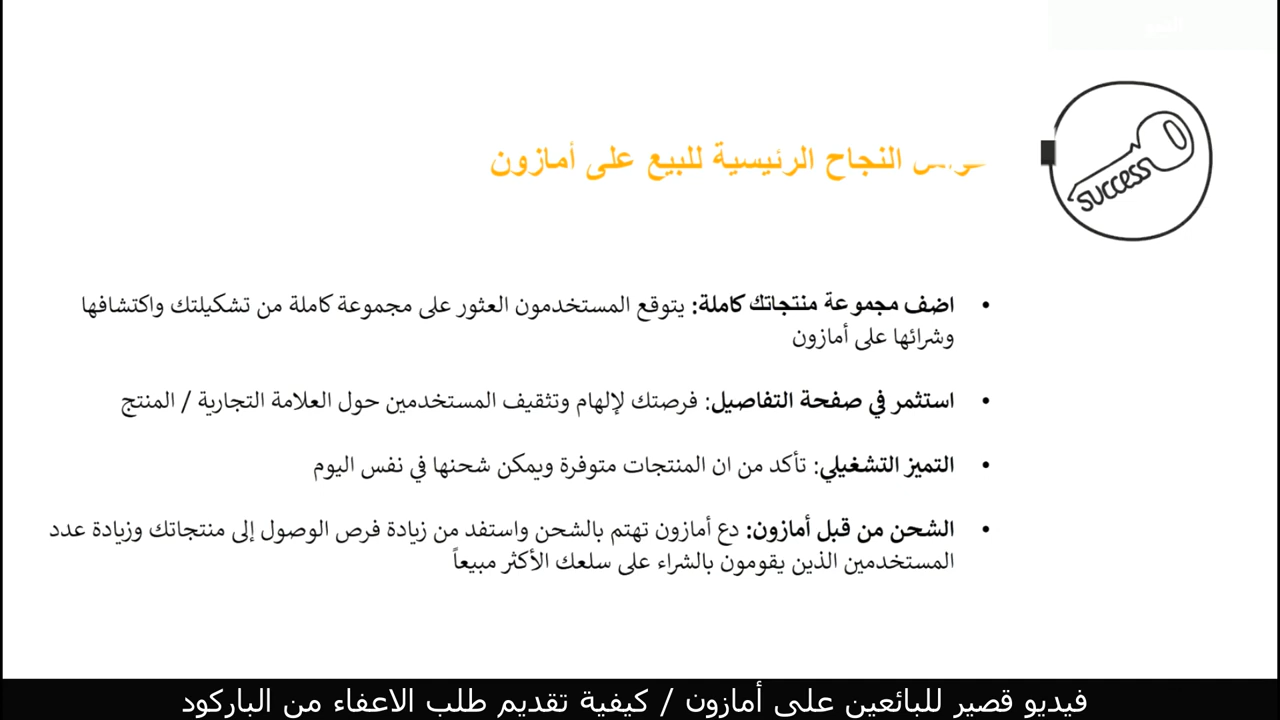 SUCCESS
النجاح الرئيسية للبيع على أمازون
• اضف مجموعة منتجاتك كاملة: يتوقع المستخدمون العثور على مجموعة كاملة من تشكيلتك واكتشافها
وشرائها على أمازون
• استثمر في صفحة التفاصيل: فرصتك لإلهام وتثقيف المستخدمين حول العلامة التجارية / المنتج
• التميز التشغيلي: تأكد من ان المنتجات متوفرة ويمكن شحنها في نفس اليوم
• الشحن من قبل أمازون: دع أمازون تهتم بالشحن واستفد من زيادة فرص الوصول إلى منتجاتك وزيادة عدد
المستخدمين الذين يقومون بالشراء على سلعك الأكثر مبيعاً
فيديو قصير للبائعين على أمازون / كيفية تقديم طلب الاعفاء من الباركود